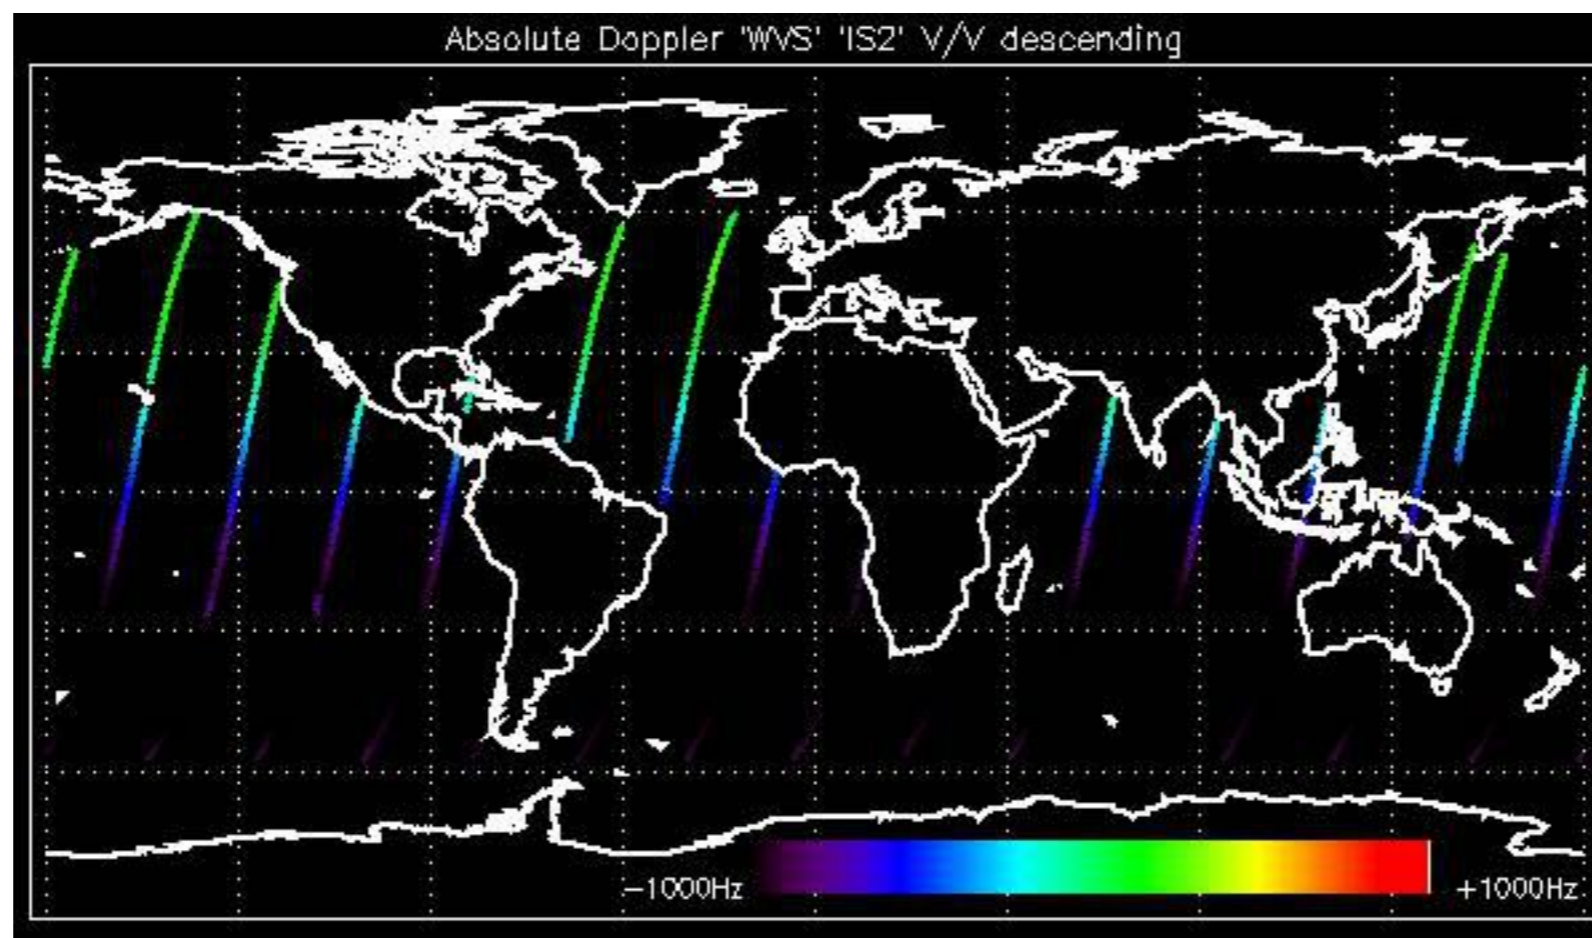 Absolute Doppler 'WVS' 'IS2' V/V descending
−1000Hz
+1000Hz